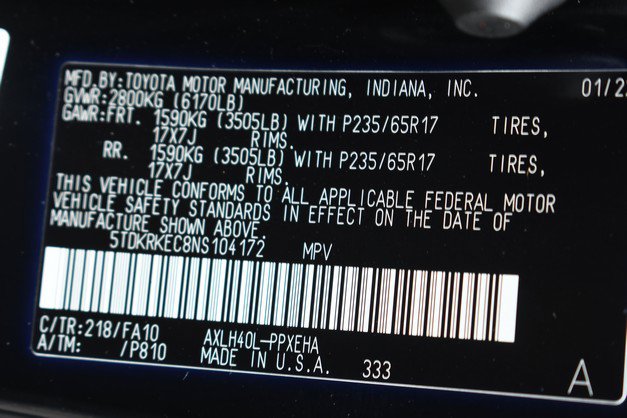 MFD.BY:TOYOTA MOTOR MANUFACTURING, INDIANA, INC. 01/2
GVWR:2800KG (6170LB)
GAWR:FRT. 1590KG (3505LB) WITH P235/65R17 TIRES,
17X7J RIMS.
RR. 1590KG (3505LB) WITH P235/65R17 TIRES,
17X7J RIMS.
THIS VEHICLE CONFORMS TO ALL APPLICABLE FEDERAL MOTOR
VEHICLE SAFETY STANDARDS IN EFFECT ON THE DATE OF
MANUFACTURE SHOWN ABOVE.
5TDKRKEC8NS104172 MPV
C/TR:218/FA10 AXLH40L-PPXEHA
A/TM: /P810 MADE IN U.S.A. 333 A